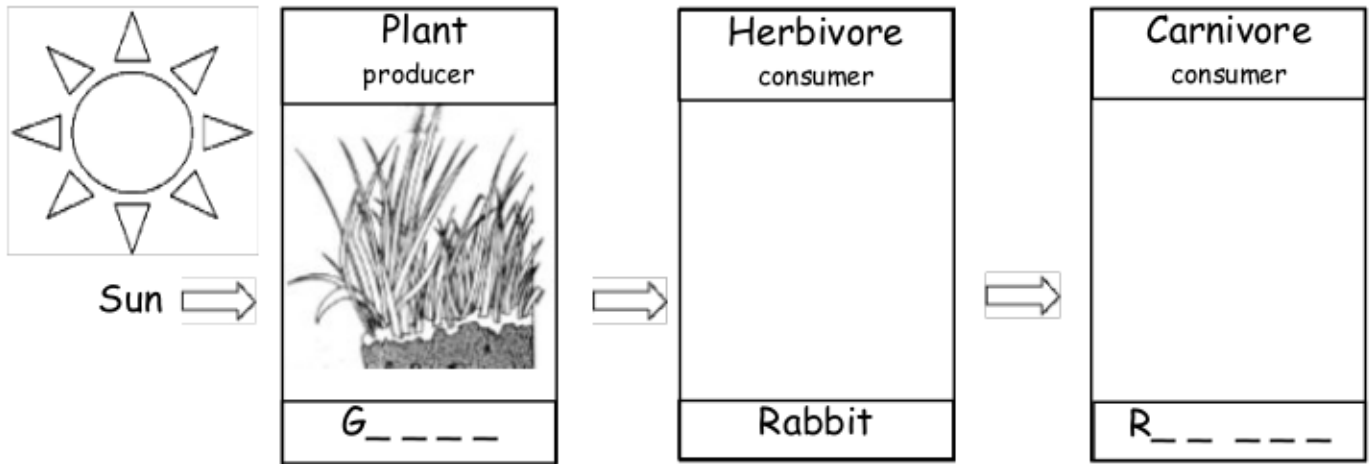 Plant
producer
Herbivore
consumer
Carnivore
consumer
Sun
G_ _ _ _
Rabbit
R_ _ _ _ _